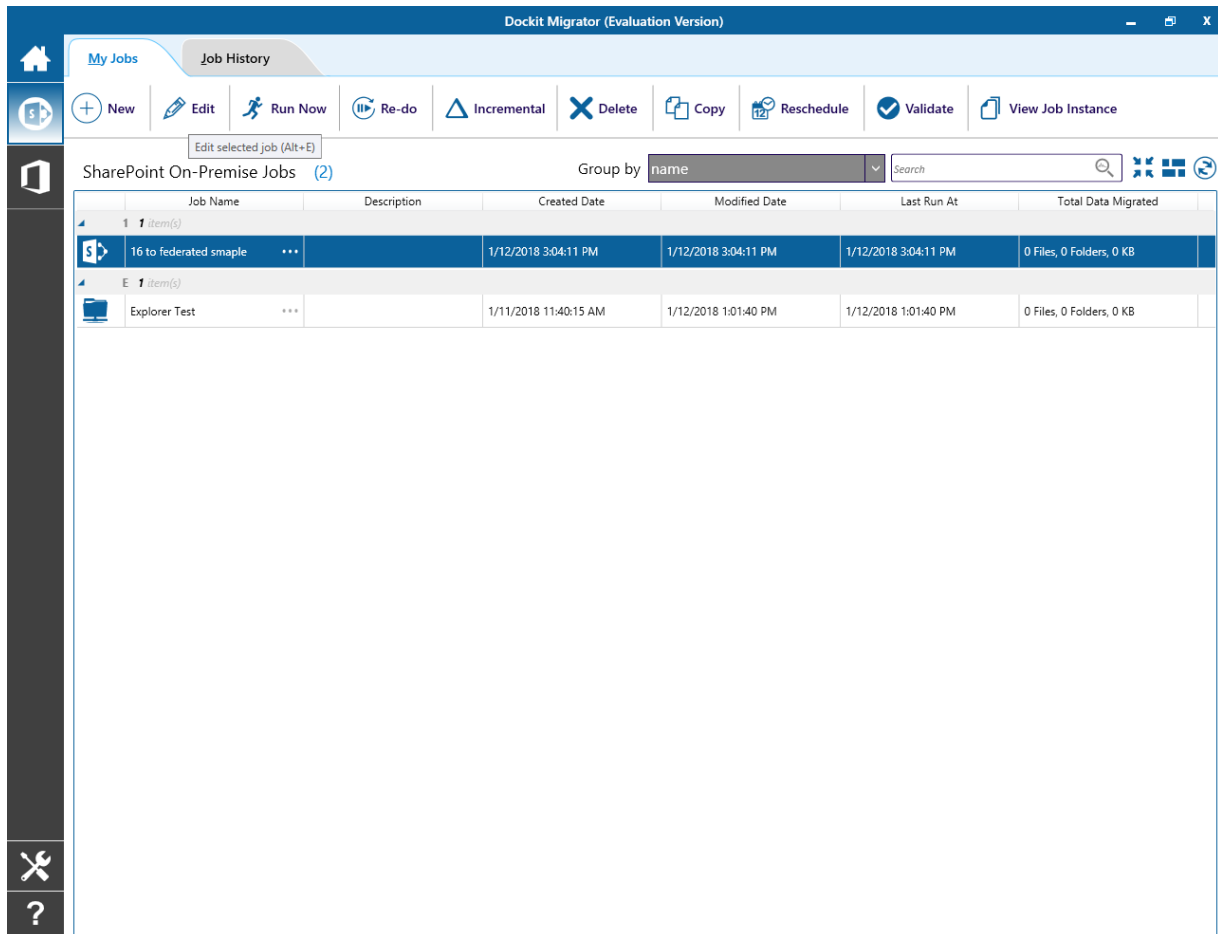 Dockit Migrator (Evaluation Version)
X
My Jobs Job History
New Edit Run Now Re-do Incremental Delete Copy 12 Reschedule Validate View Job Instance
Edit selected job (Alt+E)
SharePoint On-Premise Jobs (2) Group by name Search
Job Name Description Created Date Modified Date Last Run At Total Data Migrated
1 1 item(s)
S 16 to federated smaple ... 1/12/2018 3:04:11 PM 1/12/2018 3:04:11 PM 1/12/2018 3:04:11 PM 0 Files, 0 Folders, 0 KB
E 1 item(s)
Explorer Test ... 1/11/2018 11:40:15 AM 1/12/2018 1:01:40 PM 1/12/2018 1:01:40 PM 0 Files, 0 Folders, 0 KB
S
?